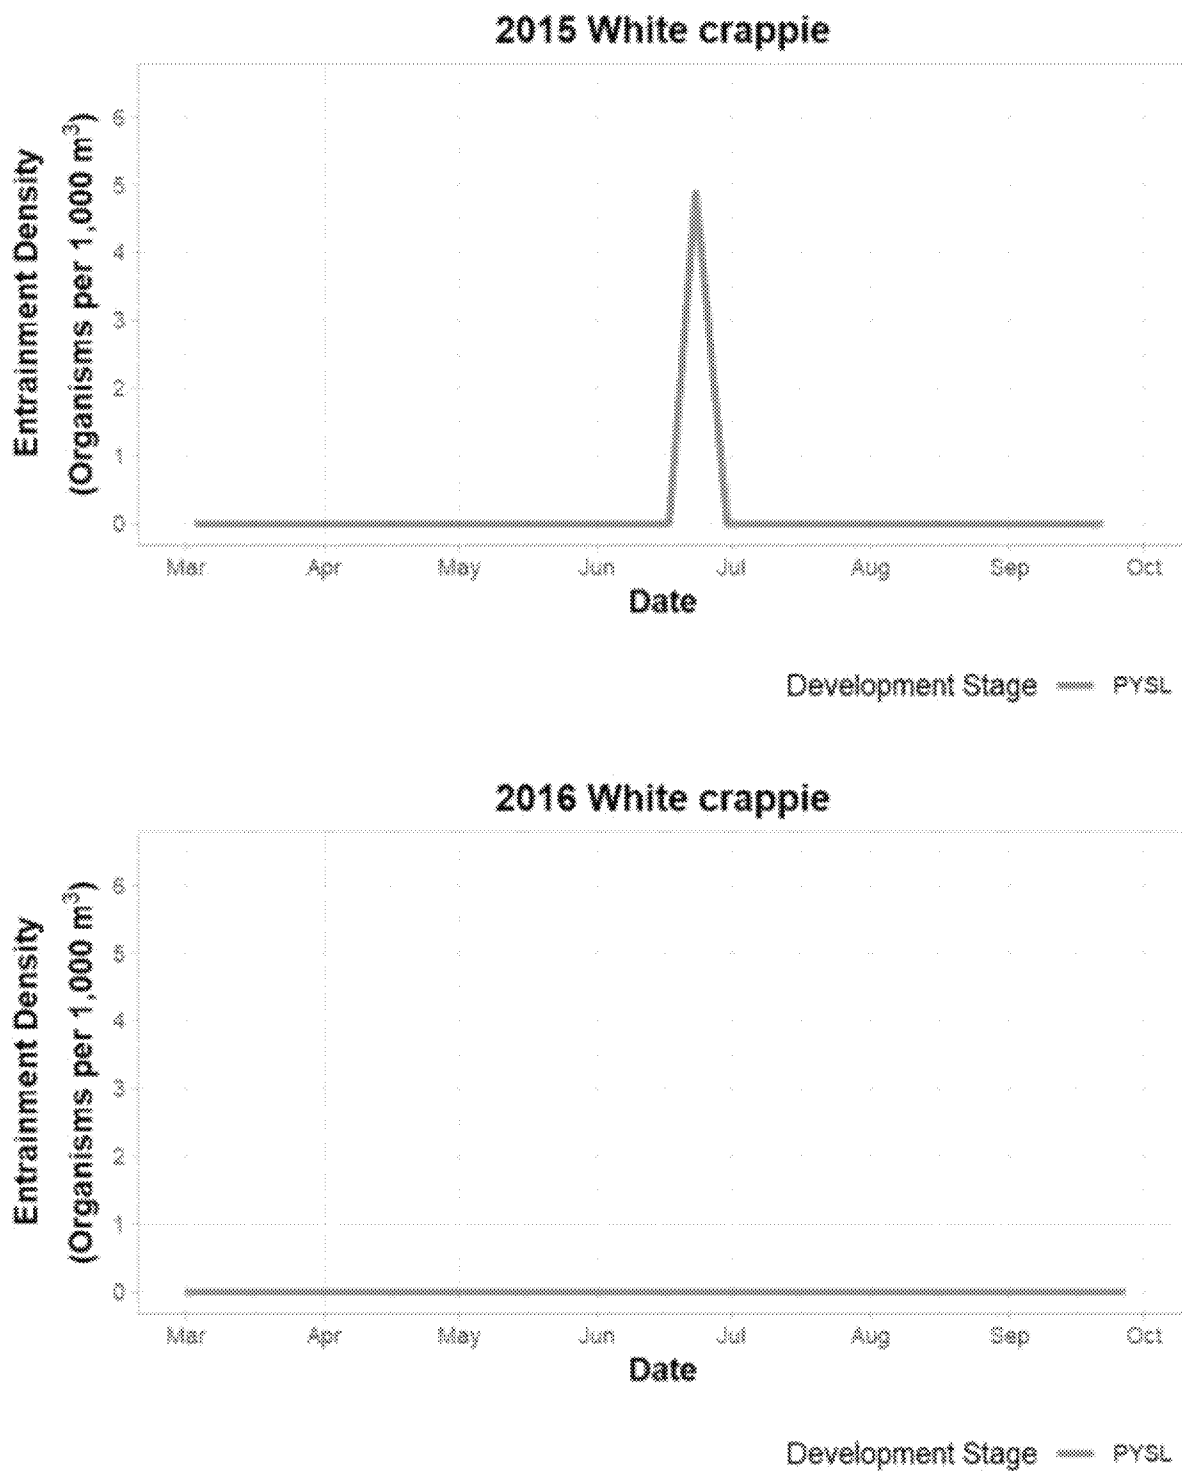 2015 White crappie
Entrainment Density
(Organisms per 1,000 m³)
6
5
4
3
2
1
0
Mar Apr May Jun Jul Aug Sep Oct
Date
Development Stage PYSL
2016 White crappie
Entrainment Density
(Organisms per 1,000 m³)
6
5
4
3
2
1
0
Mar Apr May Jun Jul Aug Sep Oct
Date
Development Stage PYSL